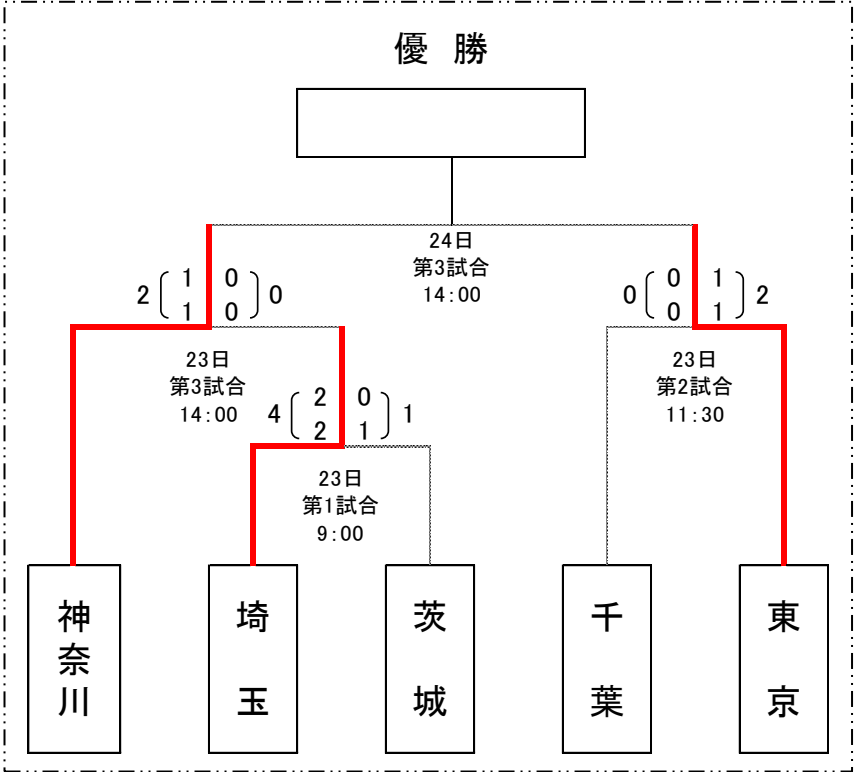 優 勝
24日
第3試合
14:00
2 1 0 0
1 0
0 0 1 2
0 1
23日
第3試合
14:00
23日
第2試合
11:30
4 2 0 1
2 1
23日
第1試合
9:00
神奈川
埼玉
茨城
千葉
東京